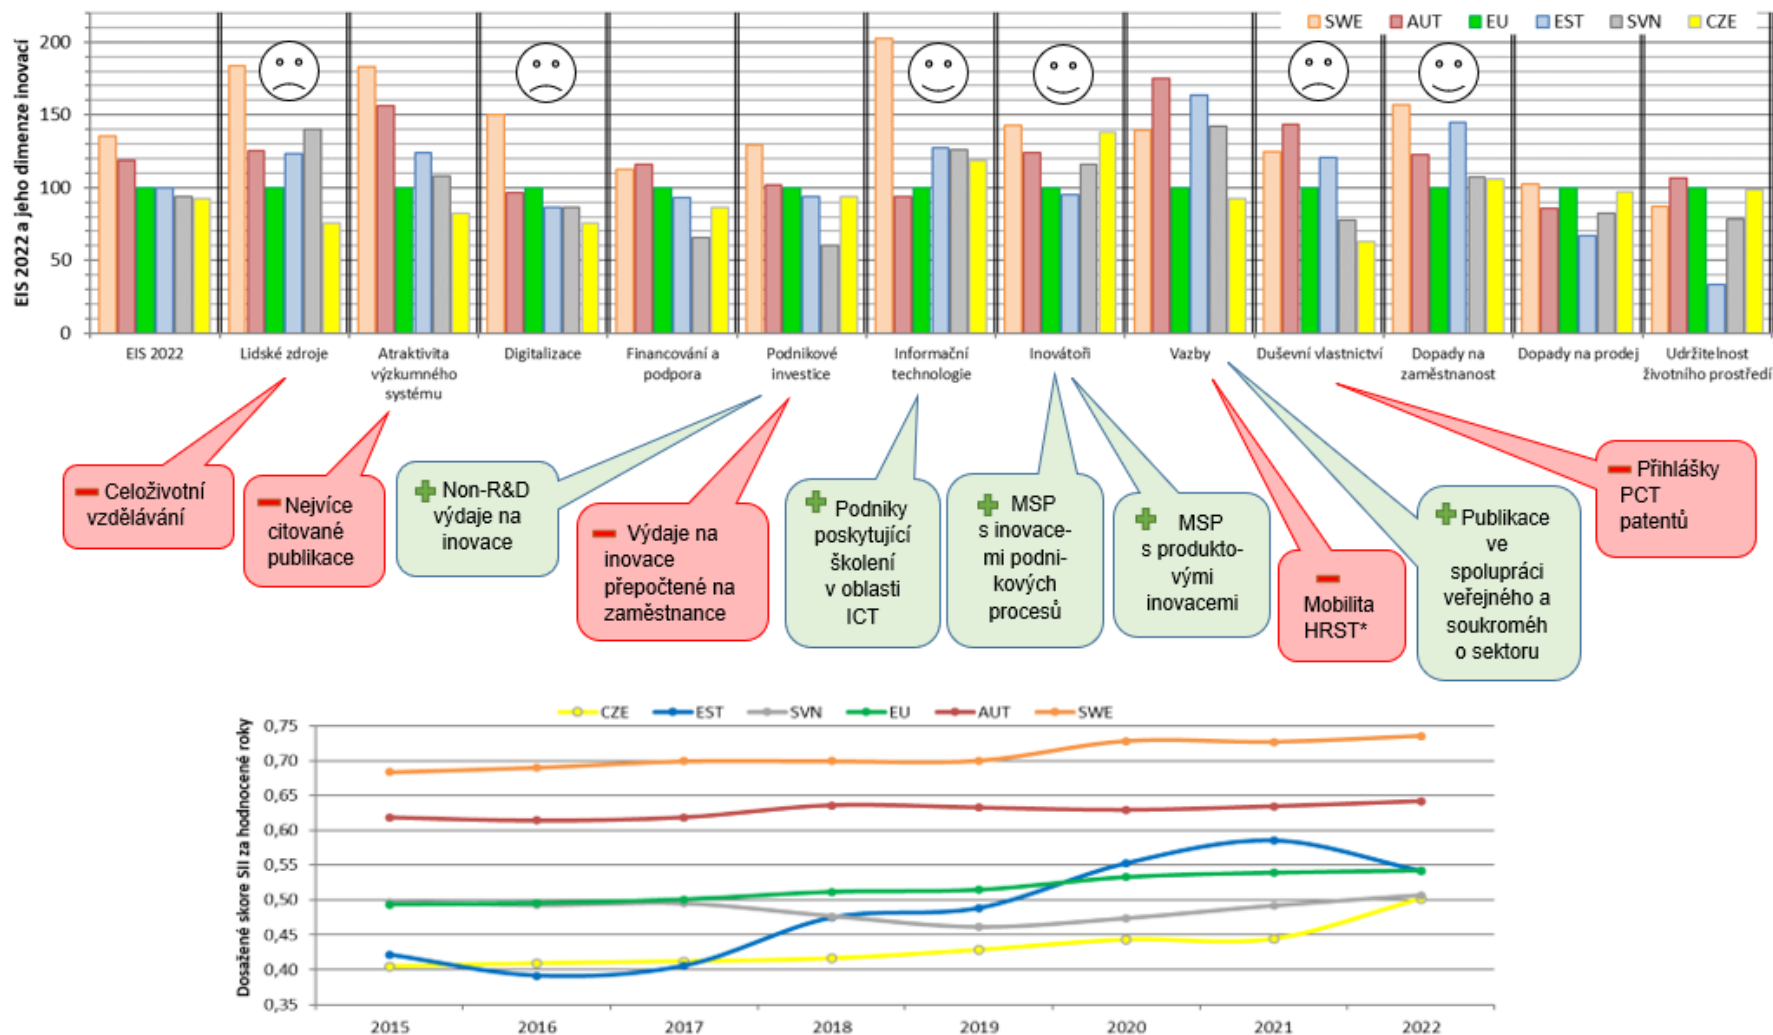 SWE AUT EU EST SVN CZE
EIS 2022 a jeho dimenze inovací
200
150
100
50
0
EIS 2022
Lidské zdroje
Atraktivita
výzkumného
systému
Digitalizace
Financování a
podpora
Podnikové
investice
Informační
technologie
Inovátoři
Vazby
Duševní vlastnictví
Dopady na
zaměstnanost
Dopady na prodej
Udržitelnost
životního prostředí
Celoživotní
vzdělávání
Nejvíce
citované
publikace
Non-R&D
výdaje na
inovace
Výdaje na
inovace
přepočtené na
zaměstnance
Podniky
poskytující
školení
v oblasti
ICT
MSP
s inovace-
mi podni-
kových
procesů
MSP
s produkto-
vými
inovacemi
Mobilita
HRST*
Publikace
ve
spolupráci
veřejného a
soukroméh
o sektoru
Přihlášky
PCT
patentů
CZE EST SVN EU AUT SWE
Dosažené skore SII za hodnocené roky
0,75
0,70
0,65
0,60
0,55
0,50
0,45
0,40
0,35
2015 2016 2017 2018 2019 2020 2021 2022